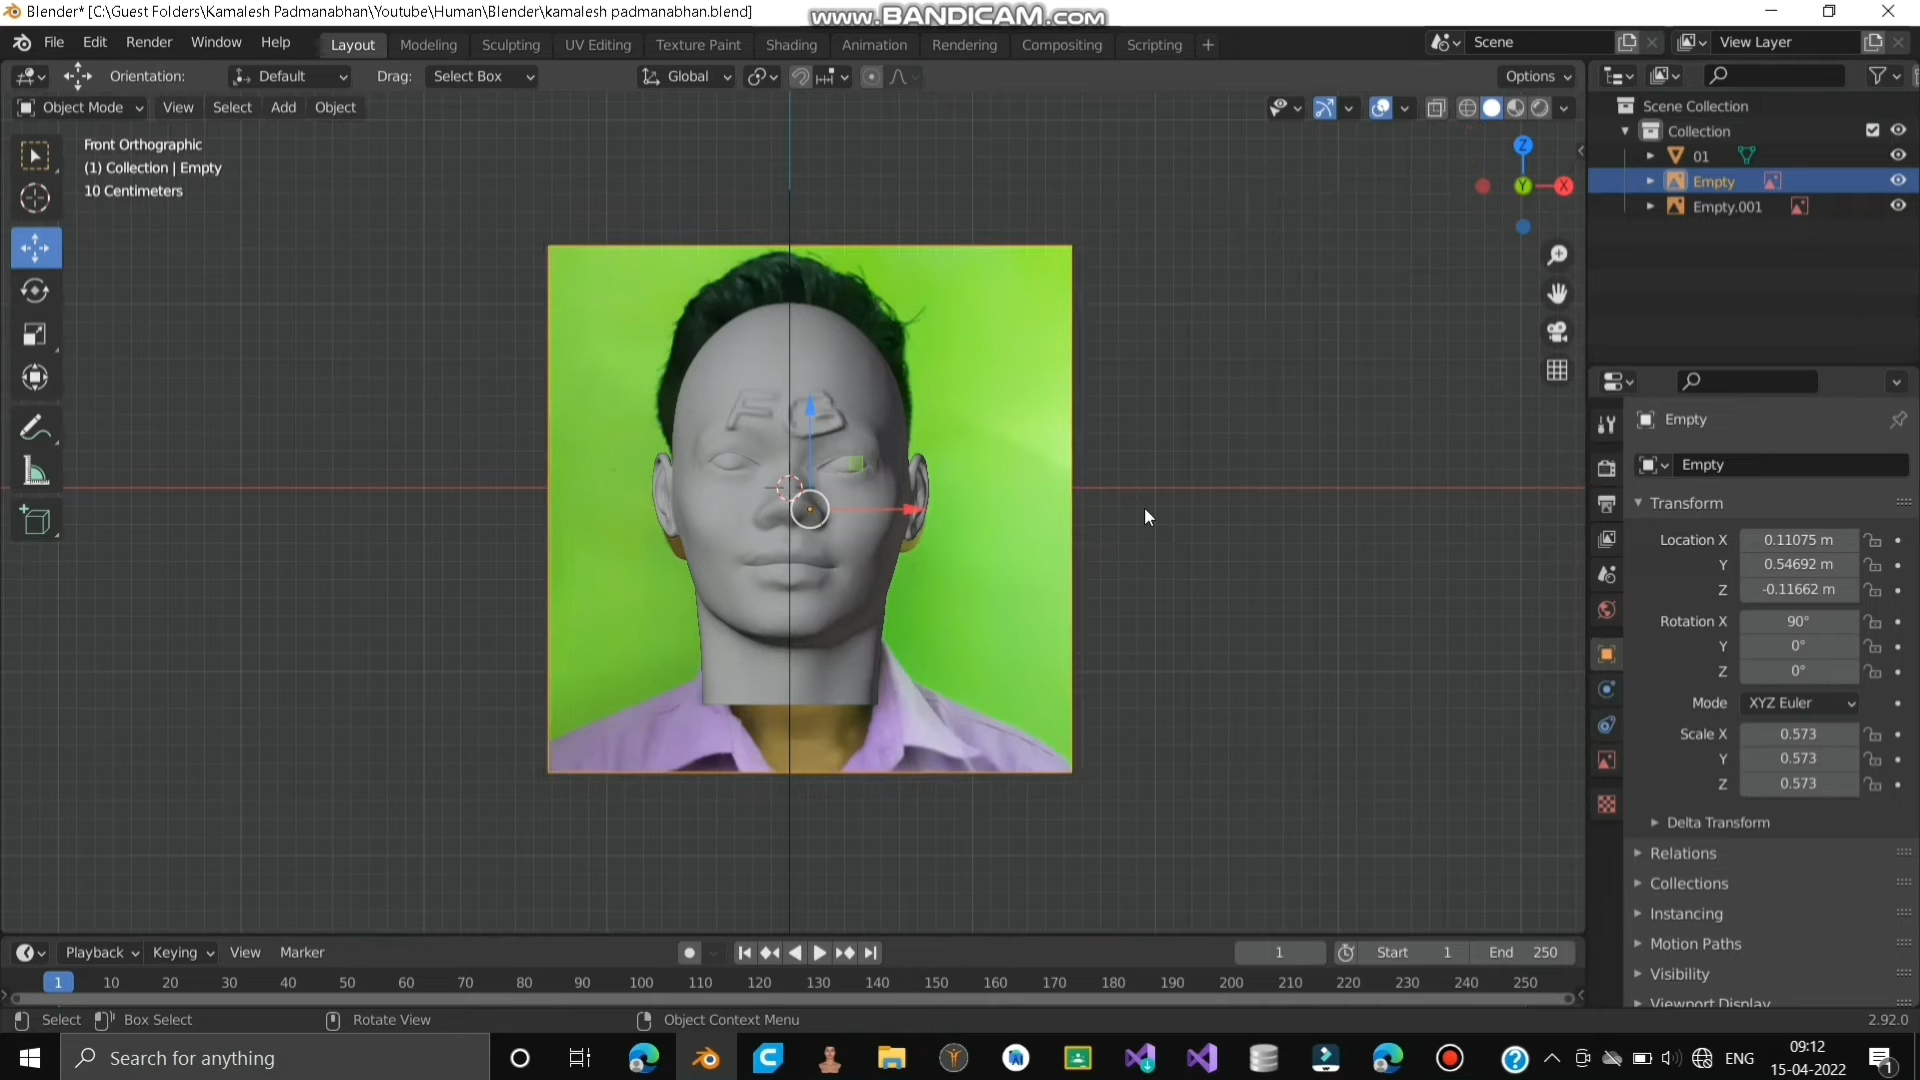 Blender* [C:\Guest Folders\Kamalesh Padmanabhan\Youtube\Human\Blender\kamalesh padmanabhan.blend]
www.BANDICAM.com
File Edit Render Window Help
Layout Modeling Sculpting UV Editing Texture Paint Shading Animation Rendering Compositing Scripting +
Scene
View Layer
Orientation: Default Drag: Select Box
Global
Options
Object Mode View Select Add Object
Front Orthographic
(1) Collection | Empty
10 Centimeters
Z
Y
X
FC
Scene Collection
Collection
01
Empty
Empty.001
Empty
Empty
Transform
Location X 0.11075 m
Y 0.54692 m
Z -0.11662 m
Rotation X 90°
Y 0°
Z 0°
Mode XYZ Euler
Scale X 0.573
Y 0.573
Z 0.573
Delta Transform
Relations
Collections
Instancing
Motion Paths
Visibility
Viewport Display
Playback Keying View Marker
1
Start 1
End 250
1 10 20 30 40 50 60 70 80 90 100 110 120 130 140 150 160 170 180 190 200 210 220 230 240 250
Select Box Select Rotate View Object Context Menu
2.92.0
Search for anything
ENG
09:12
15-04-2022
1